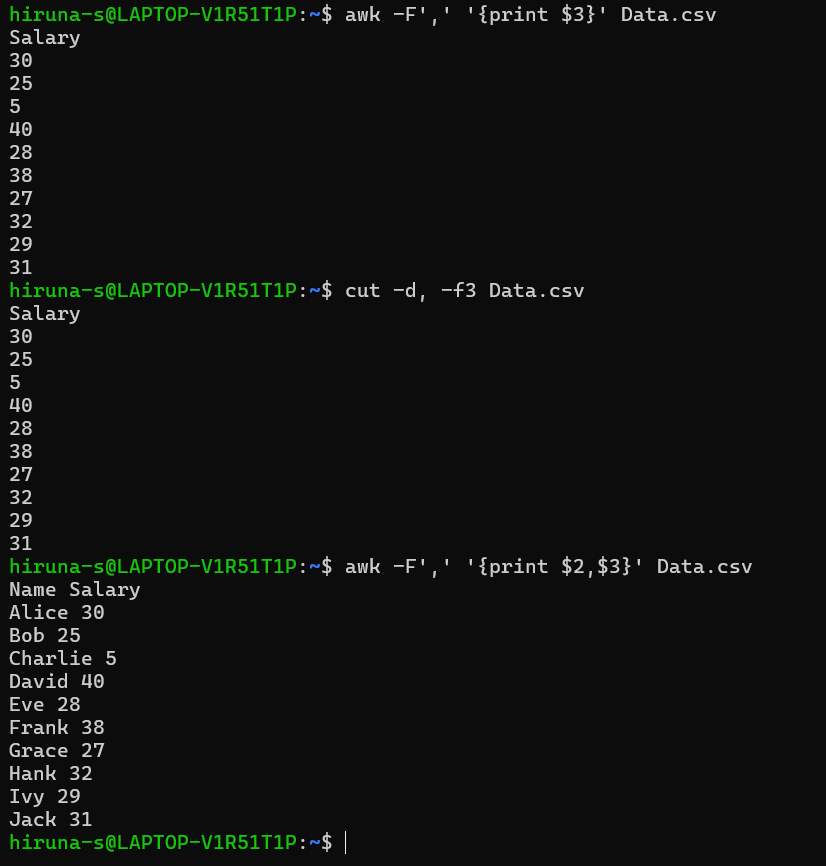 hiruna-s@LAPTOP-V1R51T1P:~$ awk -F',' '{print $3}' Data.csv
Salary
30
25
5
40
28
38
27
32
29
31
hiruna-s@LAPTOP-V1R51T1P:~$ cut -d, -f3 Data.csv
Salary
30
25
5
40
28
38
27
32
29
31
hiruna-s@LAPTOP-V1R51T1P:~$ awk -F',' '{print $2,$3}' Data.csv
Name Salary
Alice 30
Bob 25
Charlie 5
David 40
Eve 28
Frank 38
Grace 27
Hank 32
Ivy 29
Jack 31
hiruna-s@LAPTOP-V1R51T1P:~$